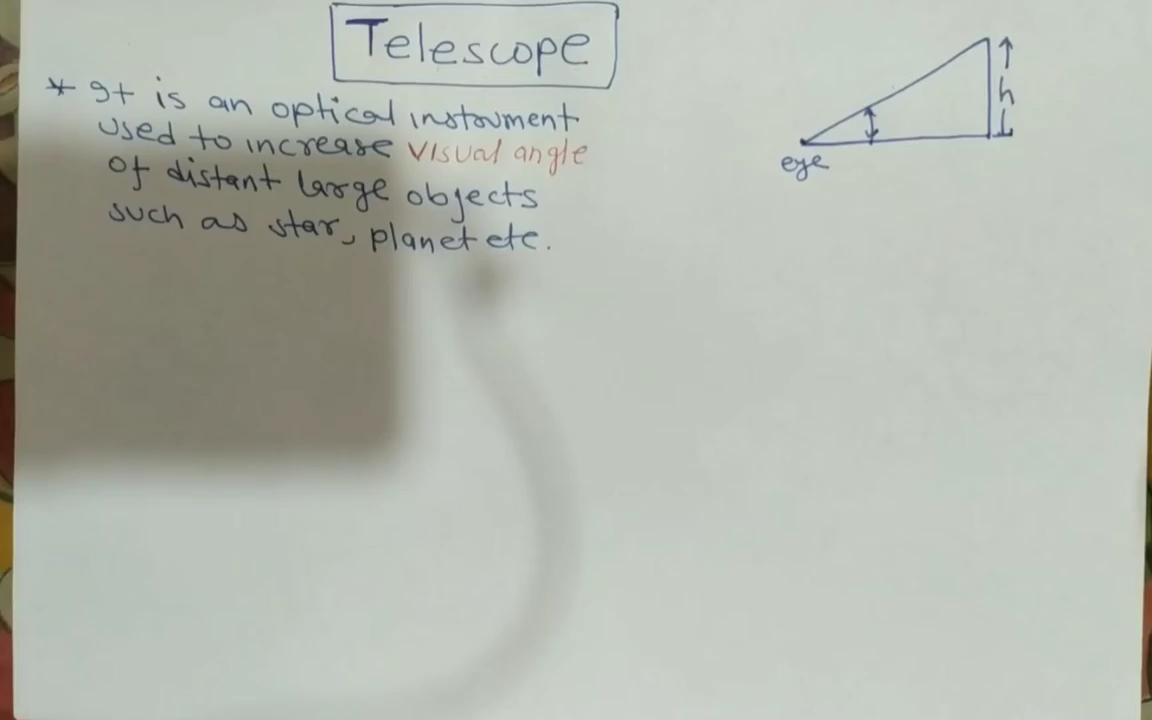 Telescope
* It is an optical instrument
used to increase visual angle
of distant large objects
such as star, planet etc.
h
eye